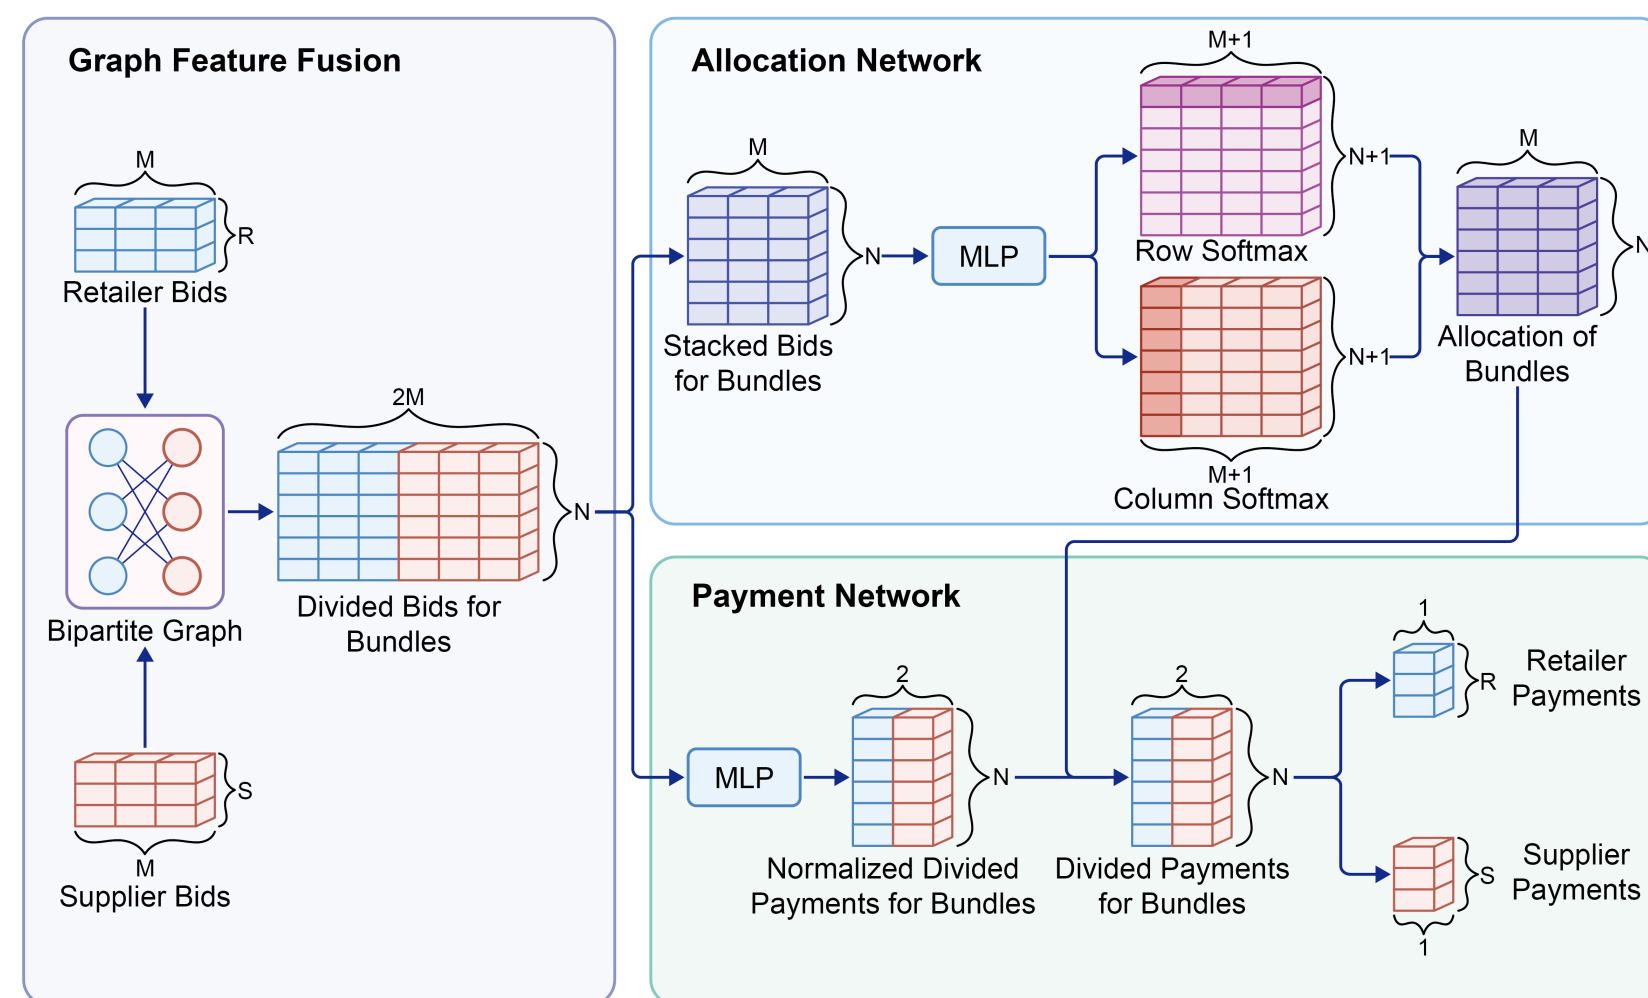 Graph Feature Fusion
M
R
Retailer Bids
Bipartite Graph
S
M
Supplier Bids
2M
N
Divided Bids for
Bundles
Allocation Network
M
N
Stacked Bids
for Bundles
MLP
M+1
N+1
Row Softmax
N+1
M+1
Column Softmax
M
N
Allocation of
Bundles
Payment Network
MLP
2
N
Normalized Divided
Payments for Bundles
2
N
Divided Payments
for Bundles
1
R
Retailer
Payments
S
1
Supplier
Payments